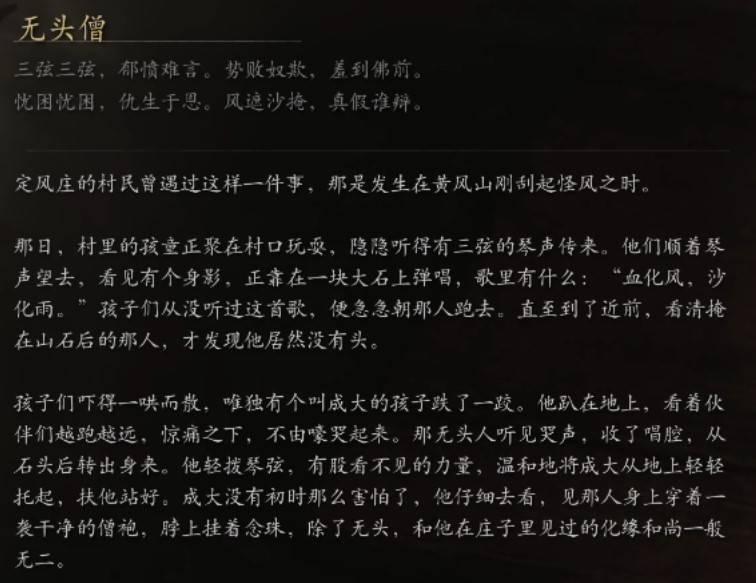 无头僧
三弦三弦，郁愤难言。势败奴欺，羞到佛前。
忧困忧困，仇生于恩。风遮沙掩，真假谁辩。
定风庄的村民曾遇过这样一件事，那是发生在黄风山刚刮起怪风之时。
那日，村里的孩童正聚在村口玩耍，隐隐听得有三弦的琴声传来。他们顺着琴
声望去，看见有个身影，正靠在一块大石上弹唱，歌里有什么：“血化风，沙
化雨。”孩子们从没听过这首歌，便急急朝那人跑去。直至到了近前，看清掩
在山石后的那人，才发现他居然没有头。
孩子们吓得一哄而散，唯独有个叫成大的孩子跌了一跤。他趴在地上，看着伙
伴们越跑越远，惊痛之下，不由嚎哭起来。那无头人听见哭声，收了唱腔，从
石头后转出身来。他轻拨琴弦，有股看不见的力量，温和地将成大从地上轻轻
托起，扶他站好。成大没有初时那么害怕了，他仔细去看，见那人身上穿着一
袭干净的僧袍，脖上挂着念珠，除了无头，和他在庄子里见过的化缘和尚一般
无二。